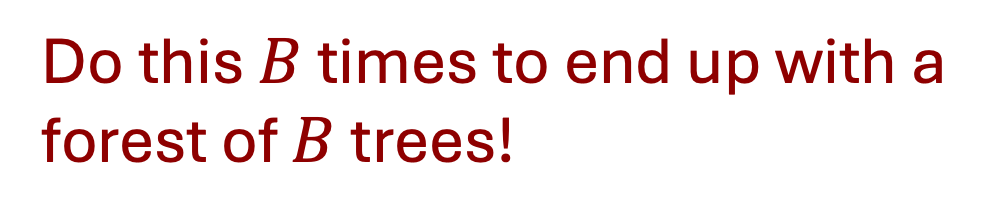 Do this B times to end up with a
forest of B trees!